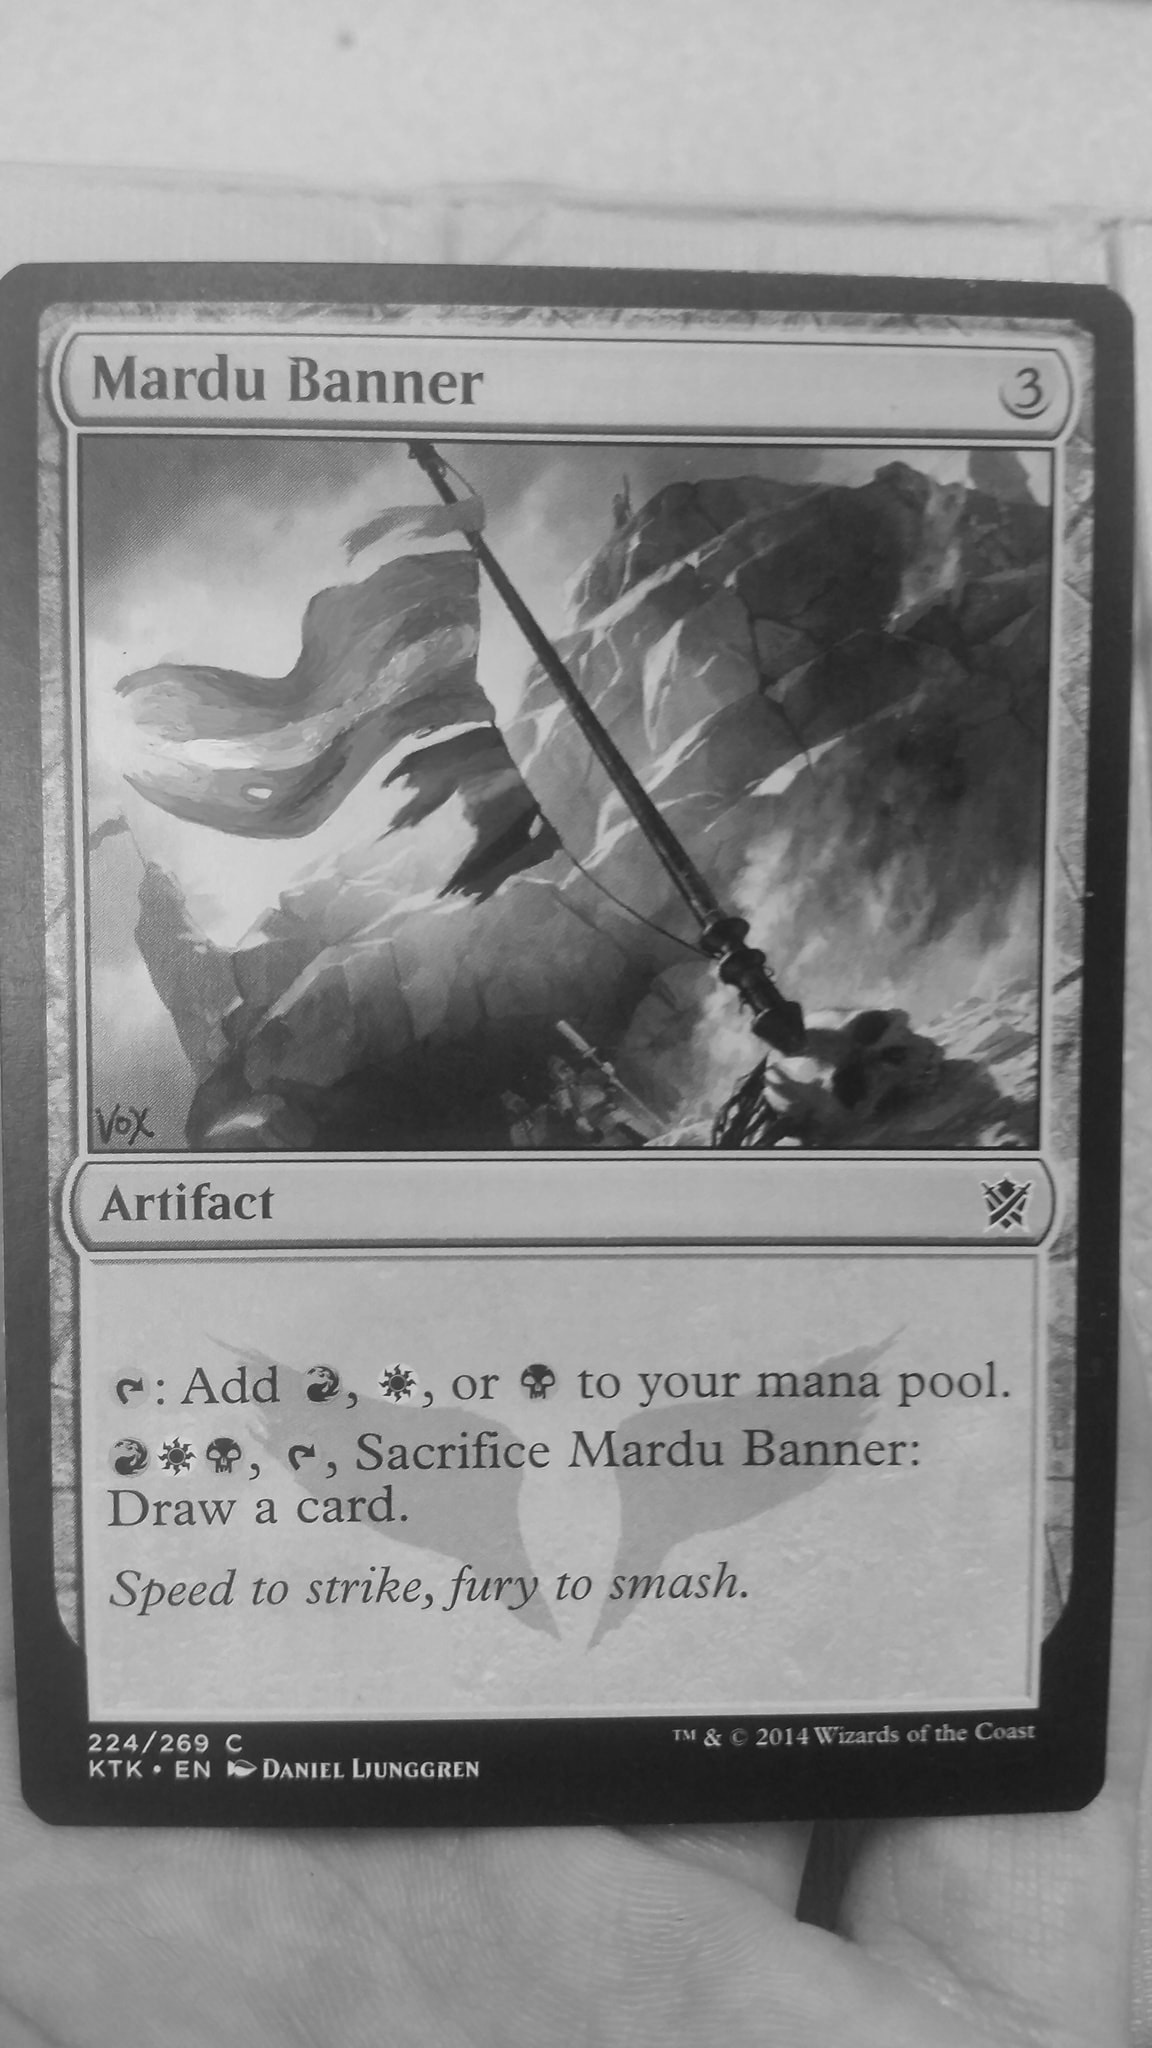 Mardu Banner 3
VOX
Artifact
: Add , , or to your mana pool.
, , Sacrifice Mardu Banner:
Draw a card.
Speed to strike, fury to smash.
224/269 C
™ & © 2014 Wizards of the Coast
KTK • EN DANIEL LJUNGGREN